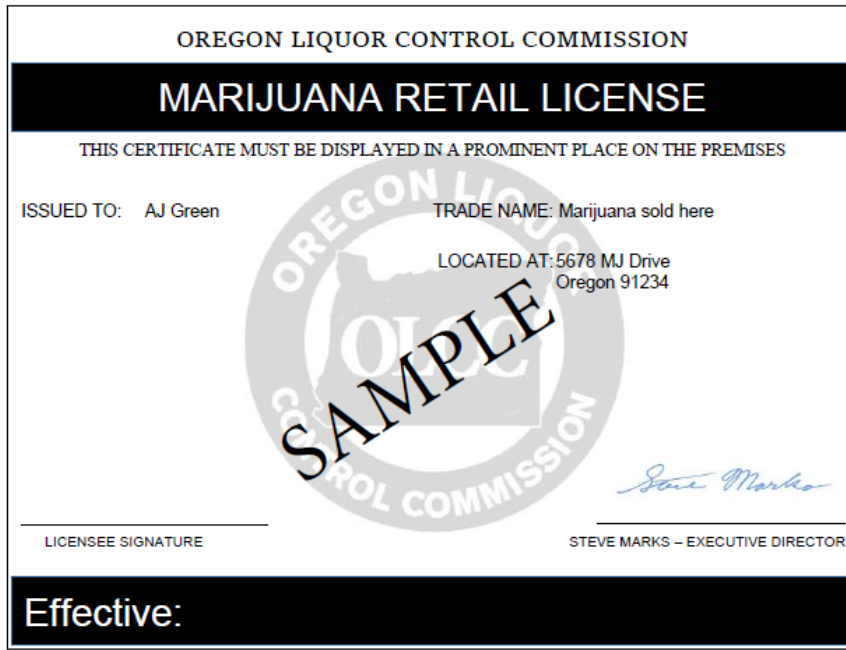 OREGON LIQUOR CONTROL COMMISSION
MARIJUANA RETAIL LICENSE
THIS CERTIFICATE MUST BE DISPLAYED IN A PROMINENT PLACE ON THE PREMISES
ISSUED TO: AJ Green
TRADE NAME: Marijuana sold here
LOCATED AT: 5678 MJ Drive
Oregon 91234
OREGON LIQUOR
OLCC
CONTROL COMMISSION
SAMPLE
Steve Marks
LICENSEE SIGNATURE
STEVE MARKS – EXECUTIVE DIRECTOR
Effective: